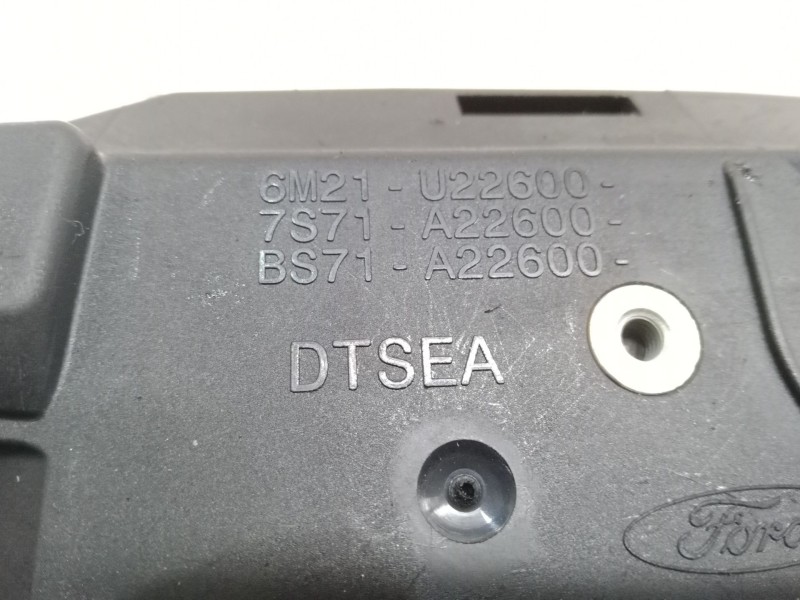 6M21 - U22600 -
7S71 - A22600 -
BS71 - A22600 -
DTSEA
Ford